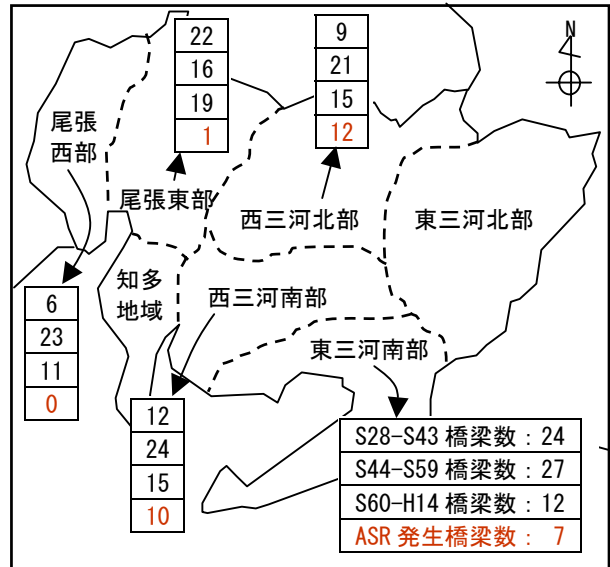 22
16
19
1
9
21
15
12
N
尾張
西部
尾張東部
西三河北部
東三河北部
知多
地域
西三河南部
東三河南部
6
23
11
0
12
24
15
10
S28-S43 橋梁数：24
S44-S59 橋梁数：27
S60-H14 橋梁数：12
ASR 発生橋梁数： 7